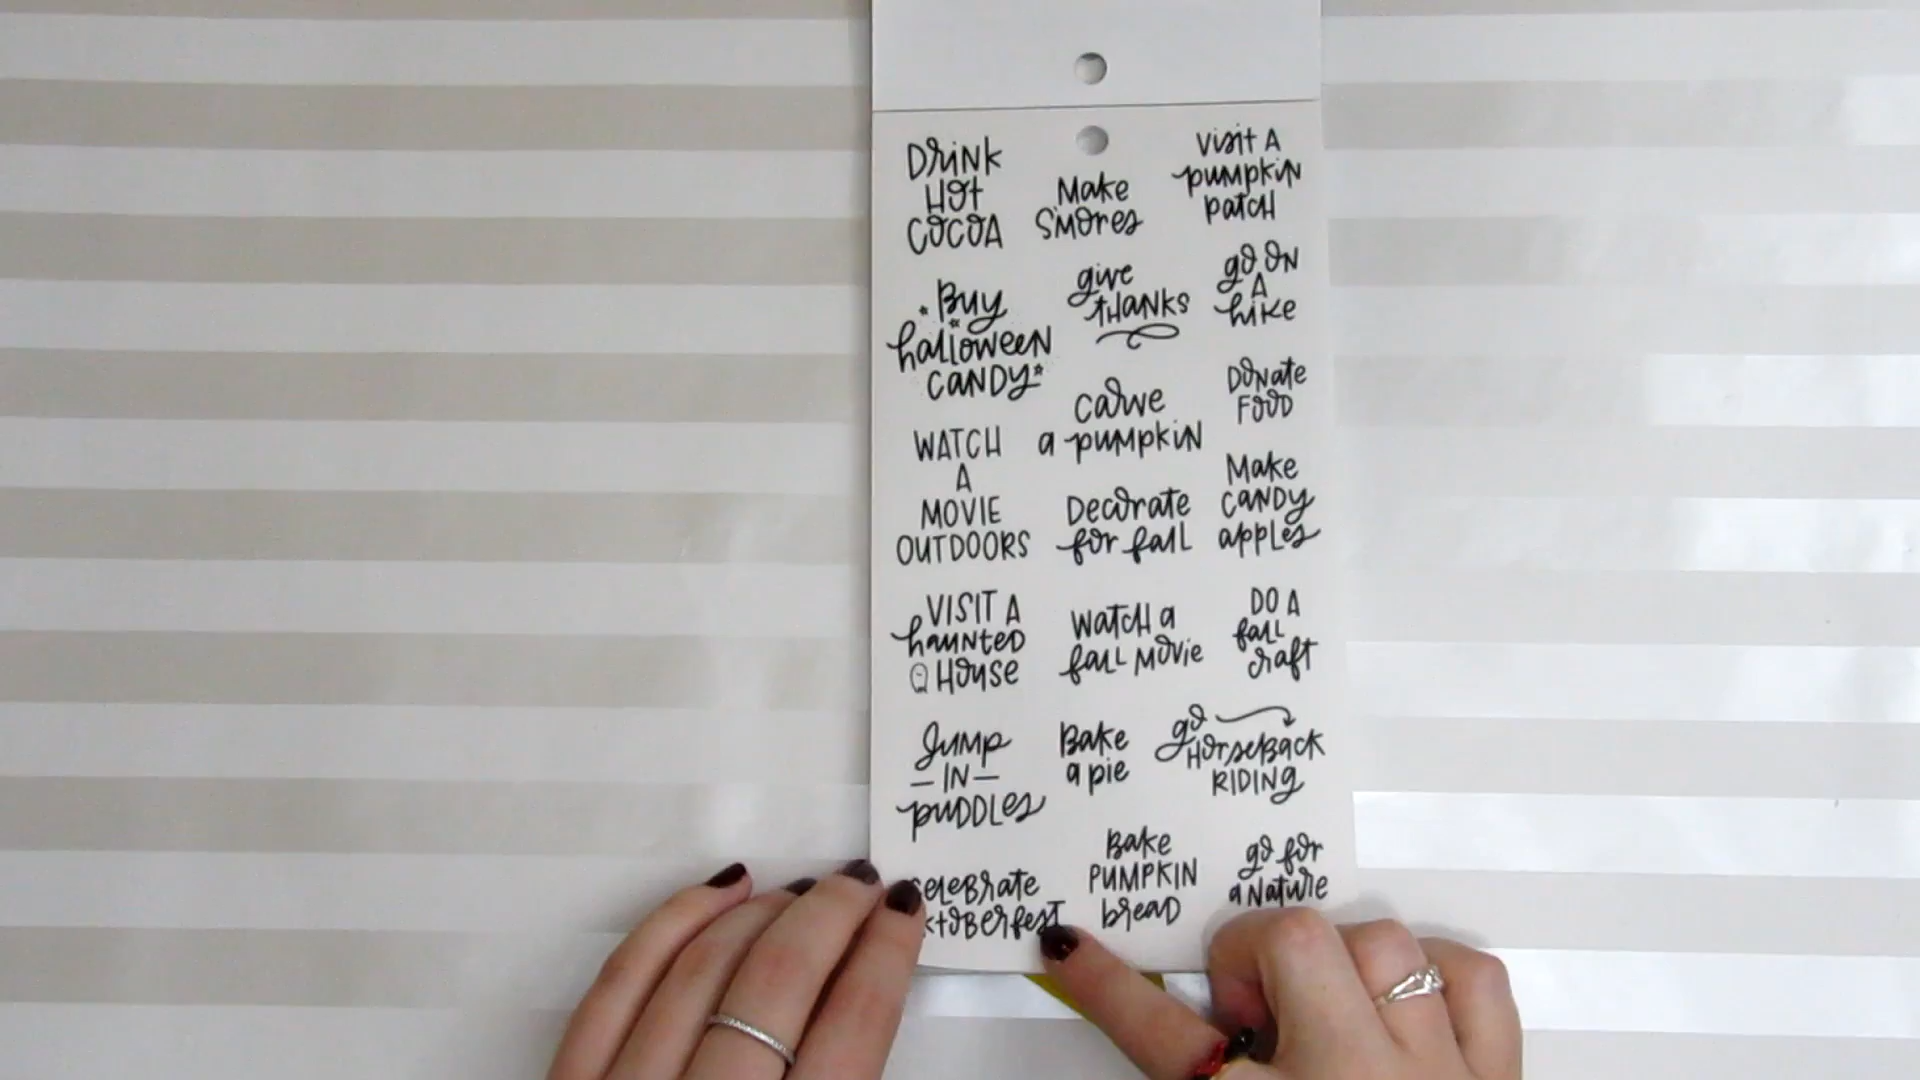 DRINK
HOT
COCOA
Make
S'Mores
Visit A
pumpkin
patch
Buy
halloween
CANDY
give
THANKS
go ON
A
hike
WATCH
A
MOVIE
OUTDOORS
carve
a pumpkin
DONate
FOOD
Decorate
for fall
Make
CANDY
apples
VISIT A
haunted
House
Watch a
fall Movie
DO A
fall
craft
Jump
IN
puDDLes
Bake
a pie
go
HorseBack
RIDINg
celeBrate
ktoBerfest
Bake
PUMPKIN
breaD
go for
a Nature